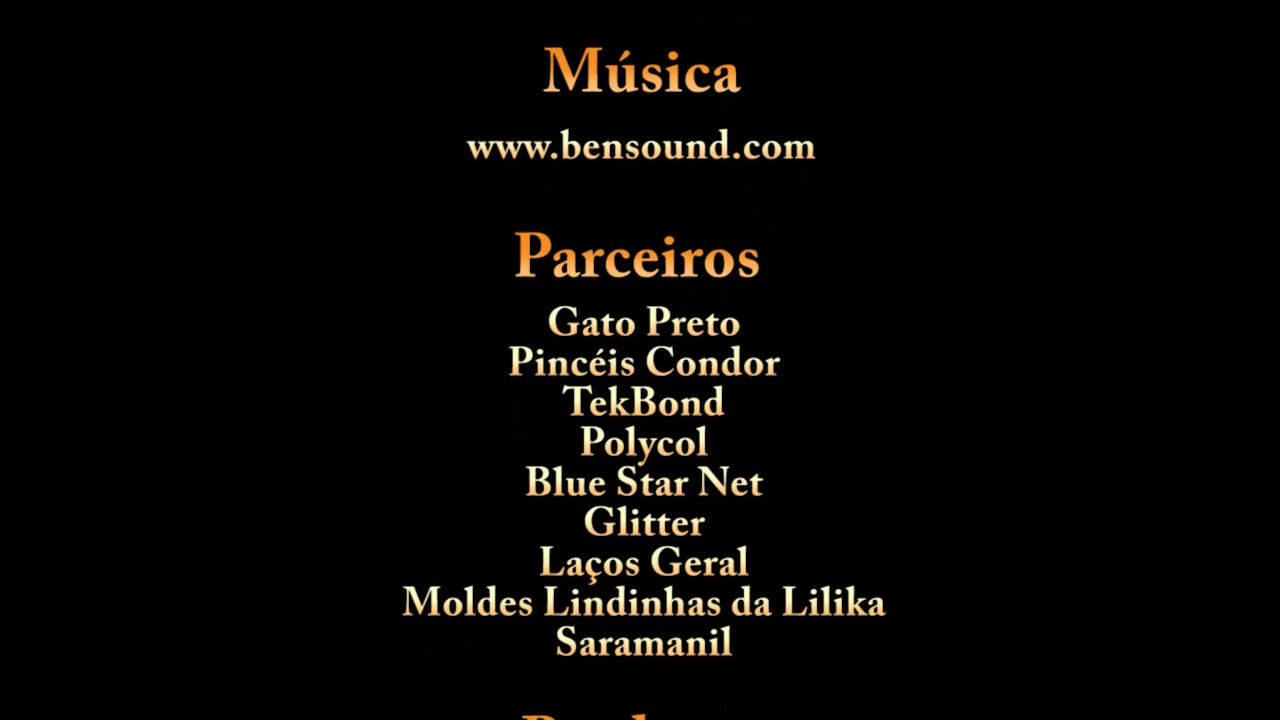 Música
www.bensound.com
Parceiros
Gato Preto
Pincéis Condor
TekBond
Polycol
Blue Star Net
Glitter
Laços Geral
Moldes Lindinhas da Lilika
Saramanil